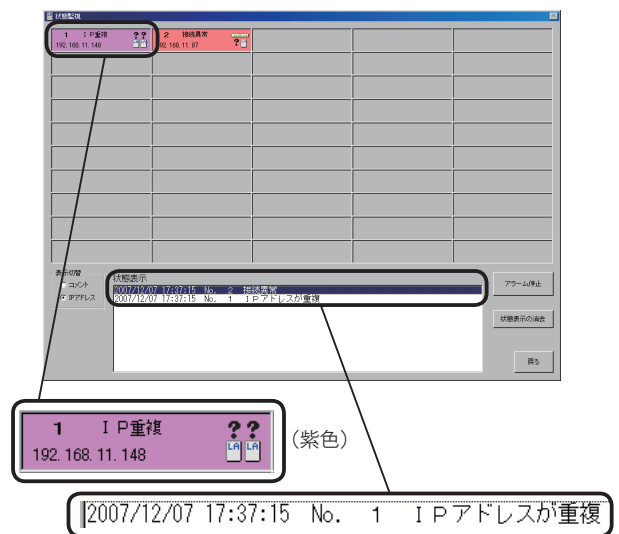 状態監視
1 IP重複 ??
192.168.11.148
2 接続異常 ?
192.168.11.87
表示切替
コメント
IPアドレス
状態表示
2007/12/07 17:37:15 No. 2 接続異常
2007/12/07 17:37:15 No. 1 IPアドレスが重複
アラーム停止
状態表示の消去
戻る
1 IP重複 ??
192.168.11.148 LA LA
(紫色)
2007/12/07 17:37:15 No. 1 IPアドレスが重複